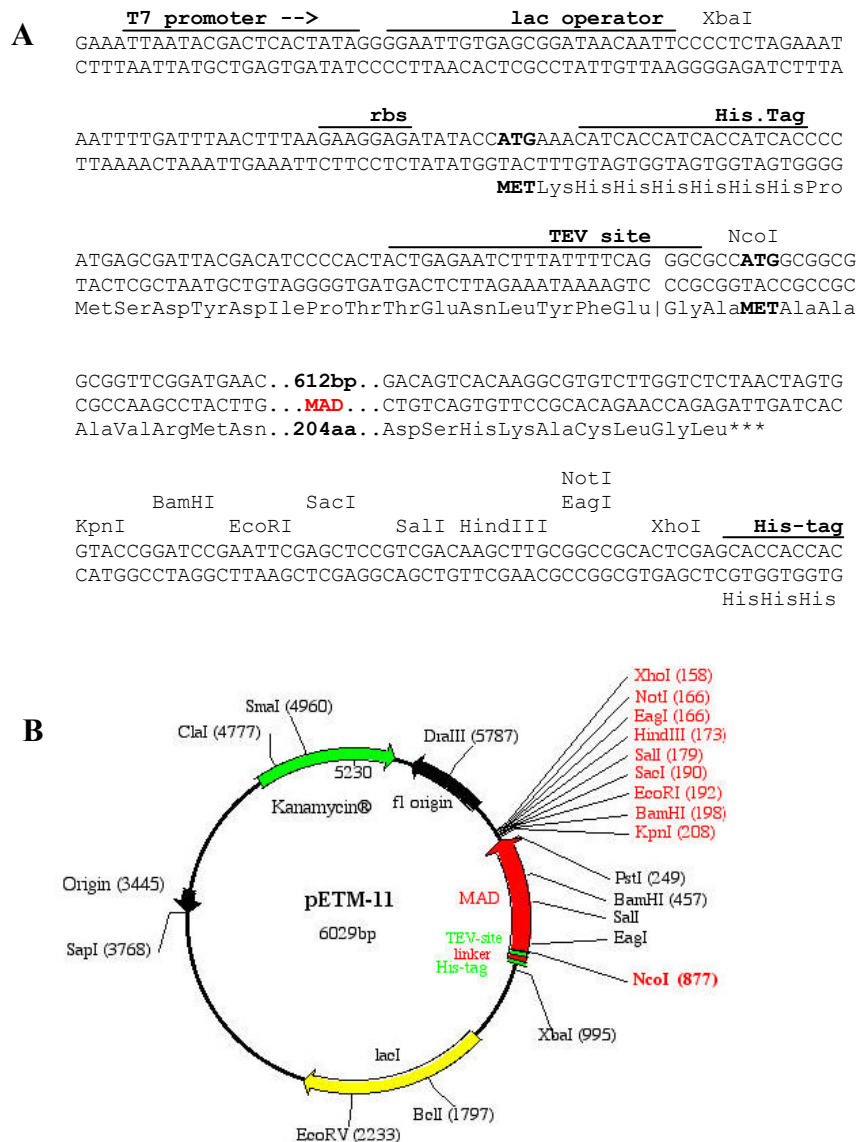 A
T7 promoter --> lac operator XbaI
GAAATTAATACGACTCACTATAGGGGAATTGTGAGCGGATAACAATTCCCCTCTAGAAAT
CTTTAATTATGCTGAGTGATATCCCCTTAACACTCGCCTATTGTTAAGGGGAGATCTTTA
rbs His.Tag
AATTTTGATTTAACTTTAAGAAGGAGATATACCATGAAACATCACCATCACCATCACCCC
TTAAAACTAAATTGAAATTCTTCCTCTATATGGTACTTTGTAGTGGTAGTGGTAGTGGGG
METLysHisHisHisHisHisHisPro
TEV site NcoI
ATGAGCGATTACGACATCCCCACTACTGAGAATCTTTATTTTCAG GGCGCCATGGCGGCG
TACTCGCTAATGCTGTAGGGGTGATGACTCTTAGAAATAAAAGTC CCGCGGTACCGCCGC
MetSerAspTyrAspIleProThrThrGluAsnLeuTyrPheGlu|GlyAlaMETAlaAla
GCGGTTCGGATGAAC..612bp..GACAGTCACAAGGCGTGTCTTGGTCTCTAACTAGTG
CGCCAAGCCTACTTG...MAD...CTGTCAGTGTTCCGCACAGAACCAGAGATTGATCAC
AlaValArgMetAsn..204aa..AspSerHisLysAlaCysLeuGlyLeu***
NotI
BamHI SacI EagI
KpnI EcoRI SalI HindIII XhoI His-tag
GTACCGGATCCGAATTCGAGCTCCGTCGACAAGCTTGCGGCCGCACTCGAGCACCACCAC
CATGGCCTAGGCTTAAGCTCGAGGCAGCTGTTCGAACGCCGGCGTGAGCTCGTGGTGGTG
HisHisHis
B
XhoI (158)
NotI (166)
EagI (166)
HindIII (173)
SalI (179)
SacI (190)
EcoRI (192)
BamHI (198)
KpnI (208)
SmaI (4960)
ClaI (4777)
DraIII (5787)
5230
Kanamycin®
f1 origin
PstI (249)
BamHI (457)
SalI
EagI
NcoI (877)
XbaI (995)
MAD
TEV-site
linker
His-tag
Origin (3445)
SapI (3768)
pETM-11
6029bp
lacI
BclI (1797)
EcoRV (2233)